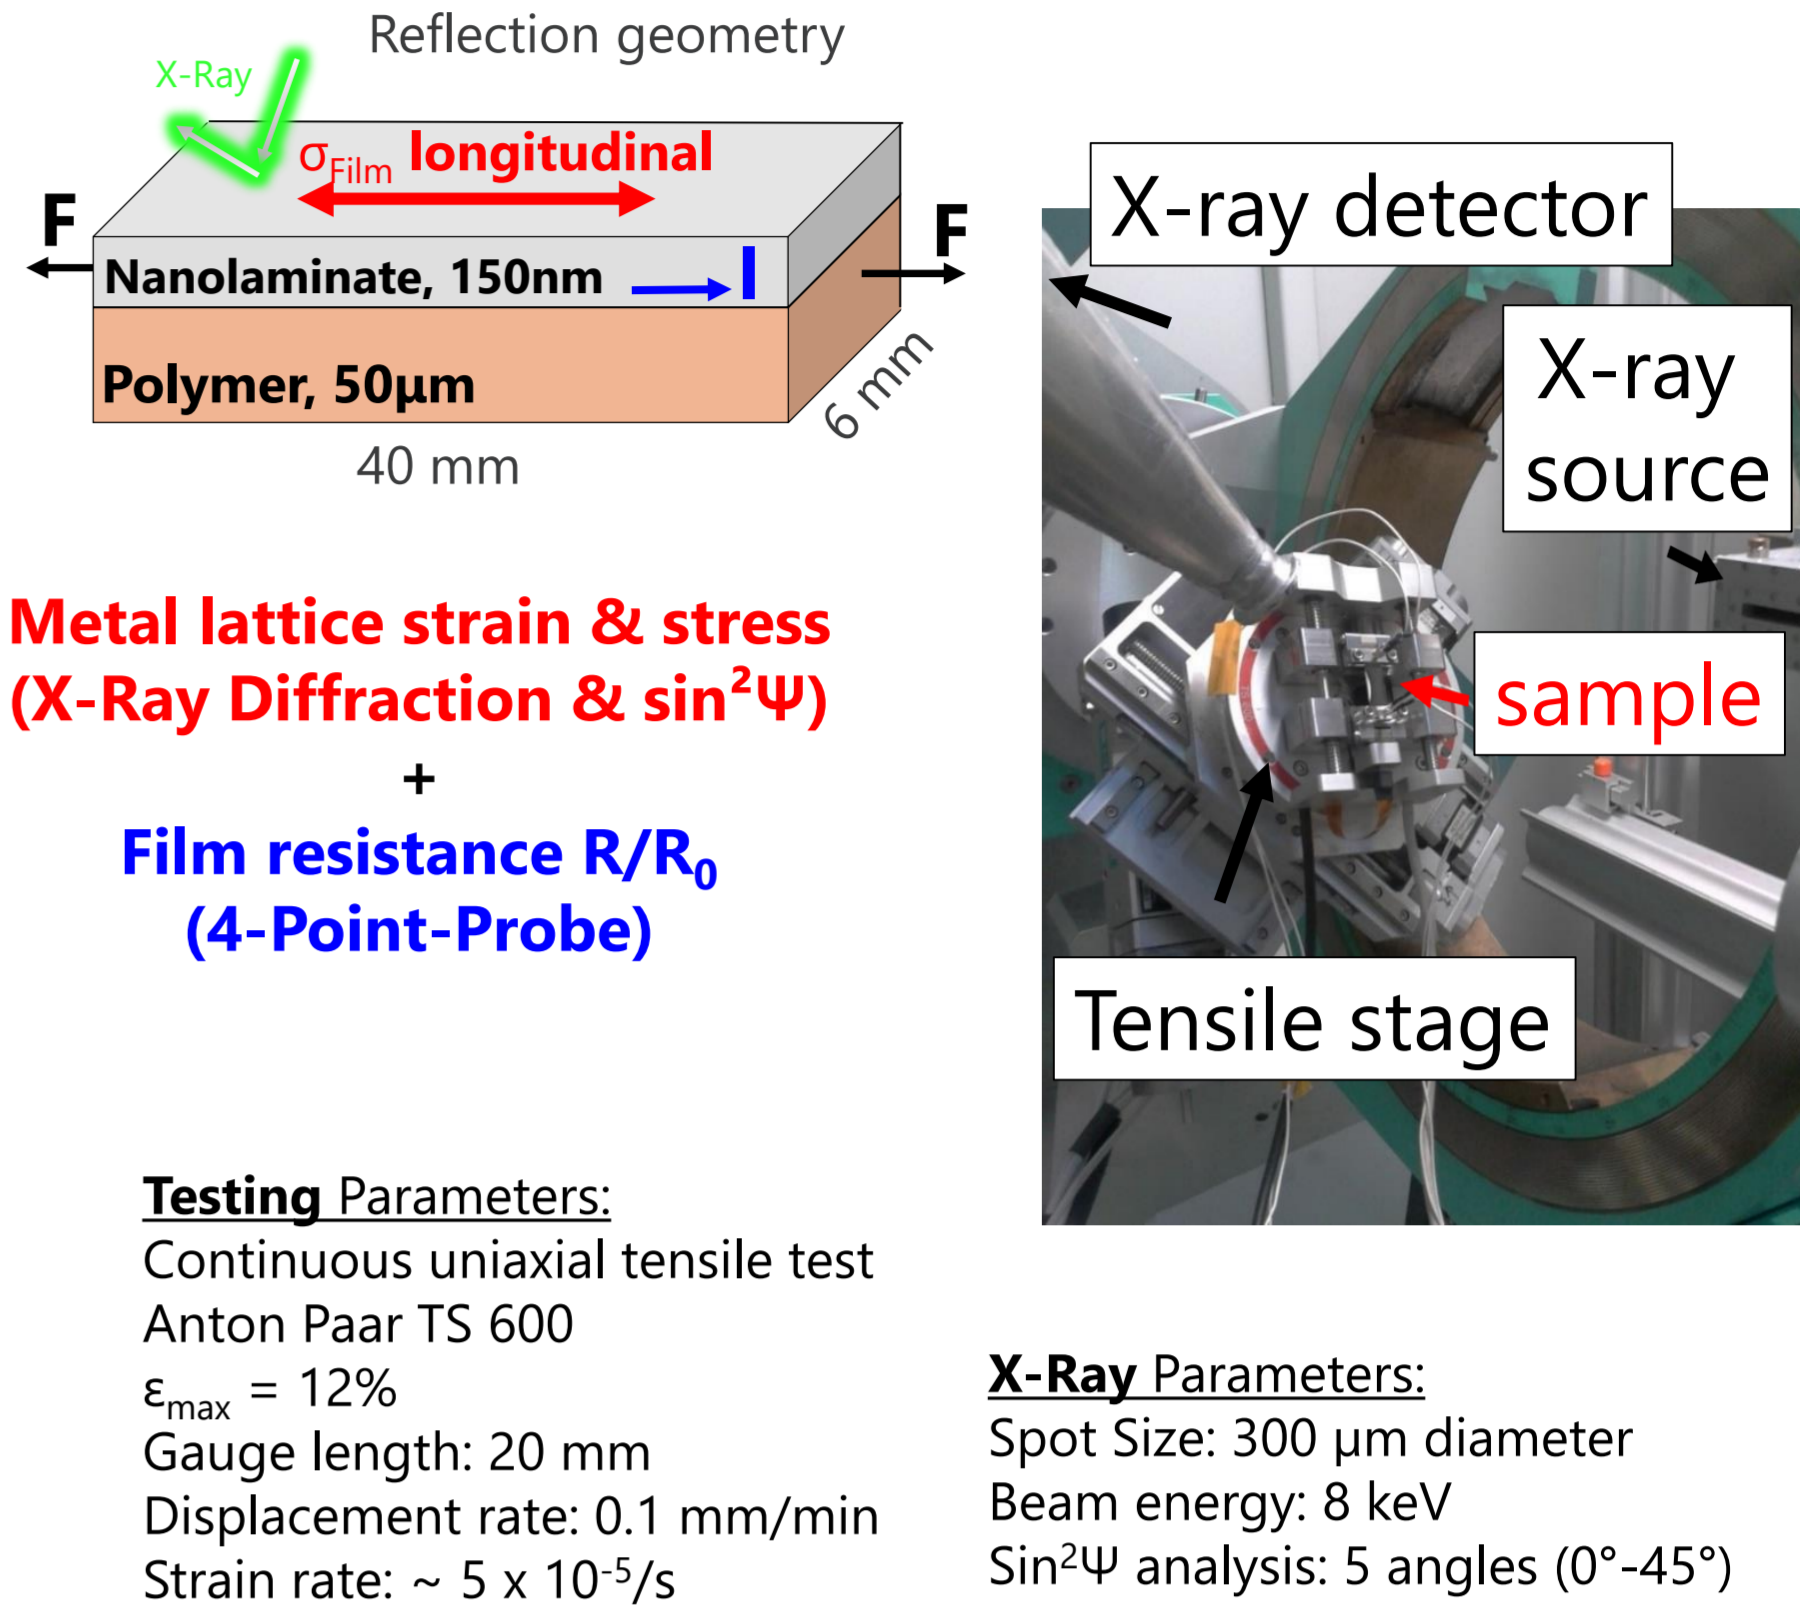 Reflection geometry
X-Ray
σFilm longitudinal
F
F
Nanolaminate, 150nm
I
Polymer, 50μm
6 mm
40 mm
Metal lattice strain & stress
(X-Ray Diffraction & sin²Ψ)
+
Film resistance R/R₀
(4-Point-Probe)
X-ray detector
X-ray
source
sample
Tensile stage
Testing Parameters:
Continuous uniaxial tensile test
Anton Paar TS 600
εmax = 12%
Gauge length: 20 mm
Displacement rate: 0.1 mm/min
Strain rate: ~ 5 x 10⁻⁵/s
X-Ray Parameters:
Spot Size: 300 μm diameter
Beam energy: 8 keV
Sin²Ψ analysis: 5 angles (0°-45°)